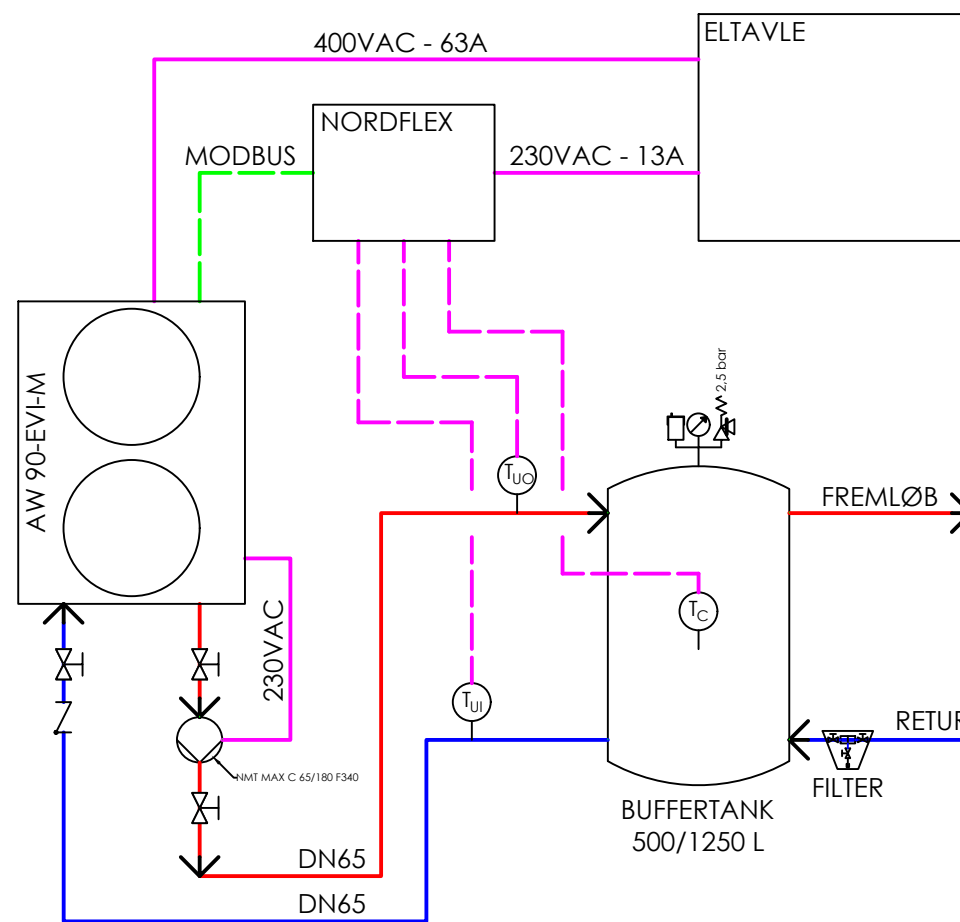 ELTAVLE
400VAC - 63A
NORDFLEX
MODBUS
230VAC - 13A
2,5 bar
AW 90-EVI-M
TUO
FREMLØB
TC
230VAC
TUI
RETUR
NMT MAX C 65/180 F340
FILTER
BUFFERTANK
500/1250 L
DN65
DN65